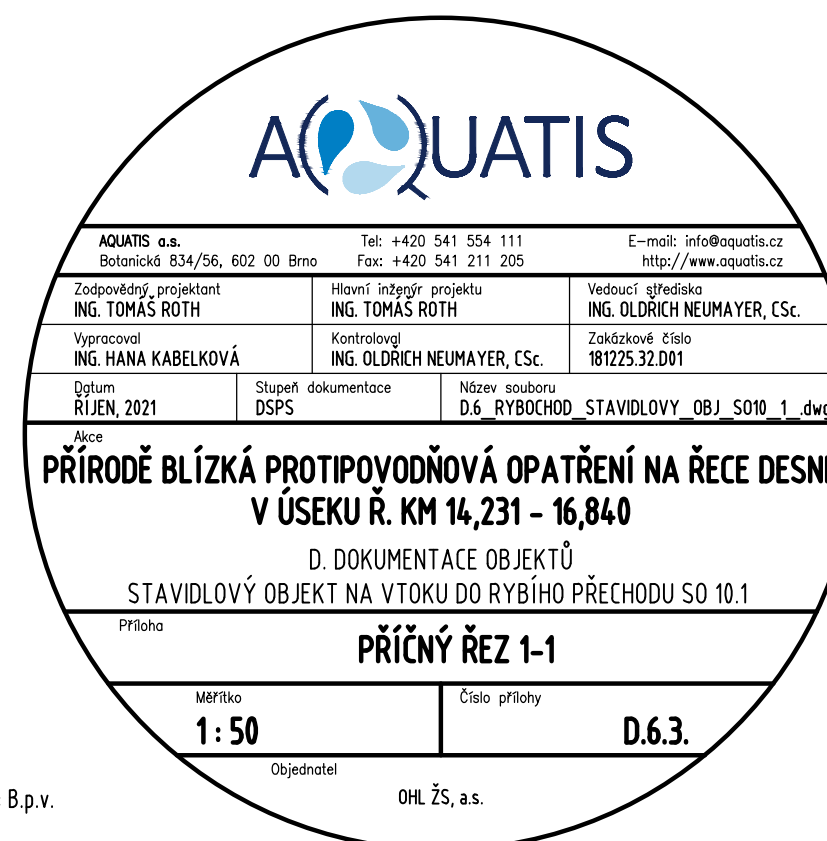 AQUATIS
AQUATIS a.s. Tel: +420 541 554 111 E-mail: info@aquatis.cz
Botanická 834/56, 602 00 Brno Fax: +420 541 211 205 http://www.aquatis.cz
Zodpovědný projektant Hlavní inženýr projektu Vedoucí střediska
ING. TOMÁŠ ROTH ING. TOMÁŠ ROTH ING. OLDŘICH NEUMAYER, CSc.
Vypracoval Kontroloval Zakázkové číslo
ING. HANA KABELKOVÁ ING. OLDŘICH NEUMAYER, CSc. 181225.32.D01
Datum Stupeň dokumentace Název souboru
ŘÍJEN, 2021 DSPS D.6_RYBOCHOD_STAVIDLOVY_OBJ_SO10_1_.dwg
Akce
PŘÍRODĚ BLÍZKÁ PROTIPOVODŇOVÁ OPATŘENÍ NA ŘECE DESN
V ÚSEKU Ř. KM 14,231 - 16,840
D. DOKUMENTACE OBJEKTŮ
STAVIDLOVÝ OBJEKT NA VTOKU DO RYBÍHO PŘECHODU SO 10.1
Příloha
PŘÍČNÝ ŘEZ 1-1
Měřítko Číslo přílohy
1 : 50 D.6.3.
Objednatel
B.p.v. OHL ŽS, a.s.